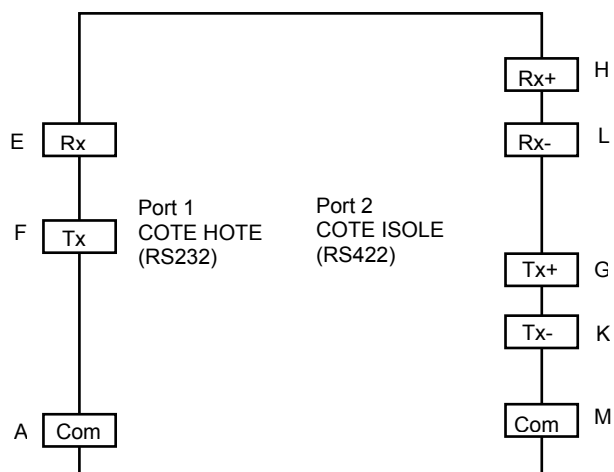 E
Rx
F
Tx
A
Com
Port 1
COTE HOTE
(RS232)
Port 2
COTE ISOLE
(RS422)
Rx+
H
Rx-
L
Tx+
G
Tx-
K
Com
M